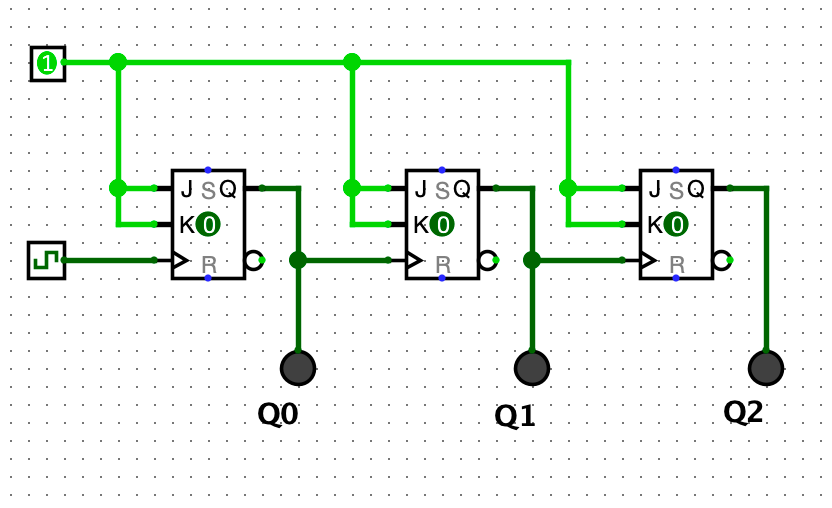 1
J S Q J S Q J S Q
K 0 K 0 K 0
R R R
Q0 Q1 Q2